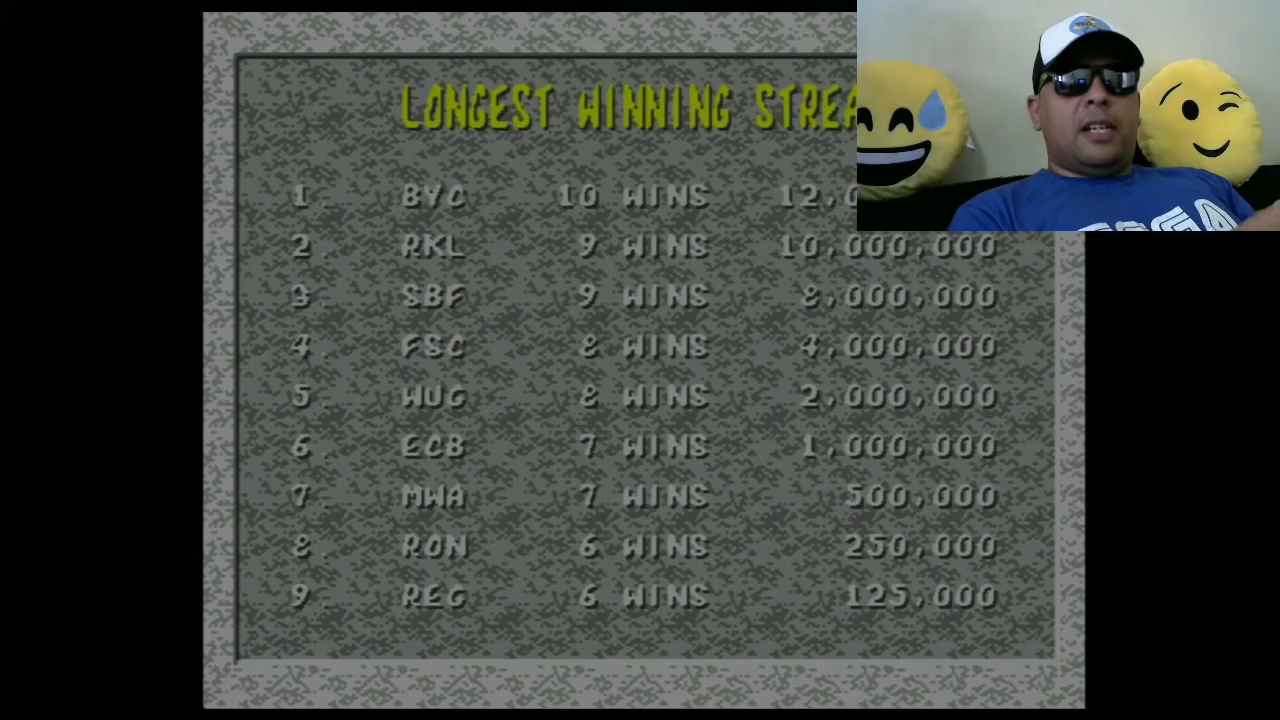 LONGEST WINNING STREA
1. BYC 10 WINS 12,0
2. RKL 9 WINS 10,000,000
3. SBF 9 WINS 8,000,000
4. FSC 8 WINS 4,000,000
5. WUG 8 WINS 2,000,000
6. ECB 7 WINS 1,000,000
7. MWA 7 WINS 500,000
8. RON 6 WINS 250,000
9. REG 6 WINS 125,000